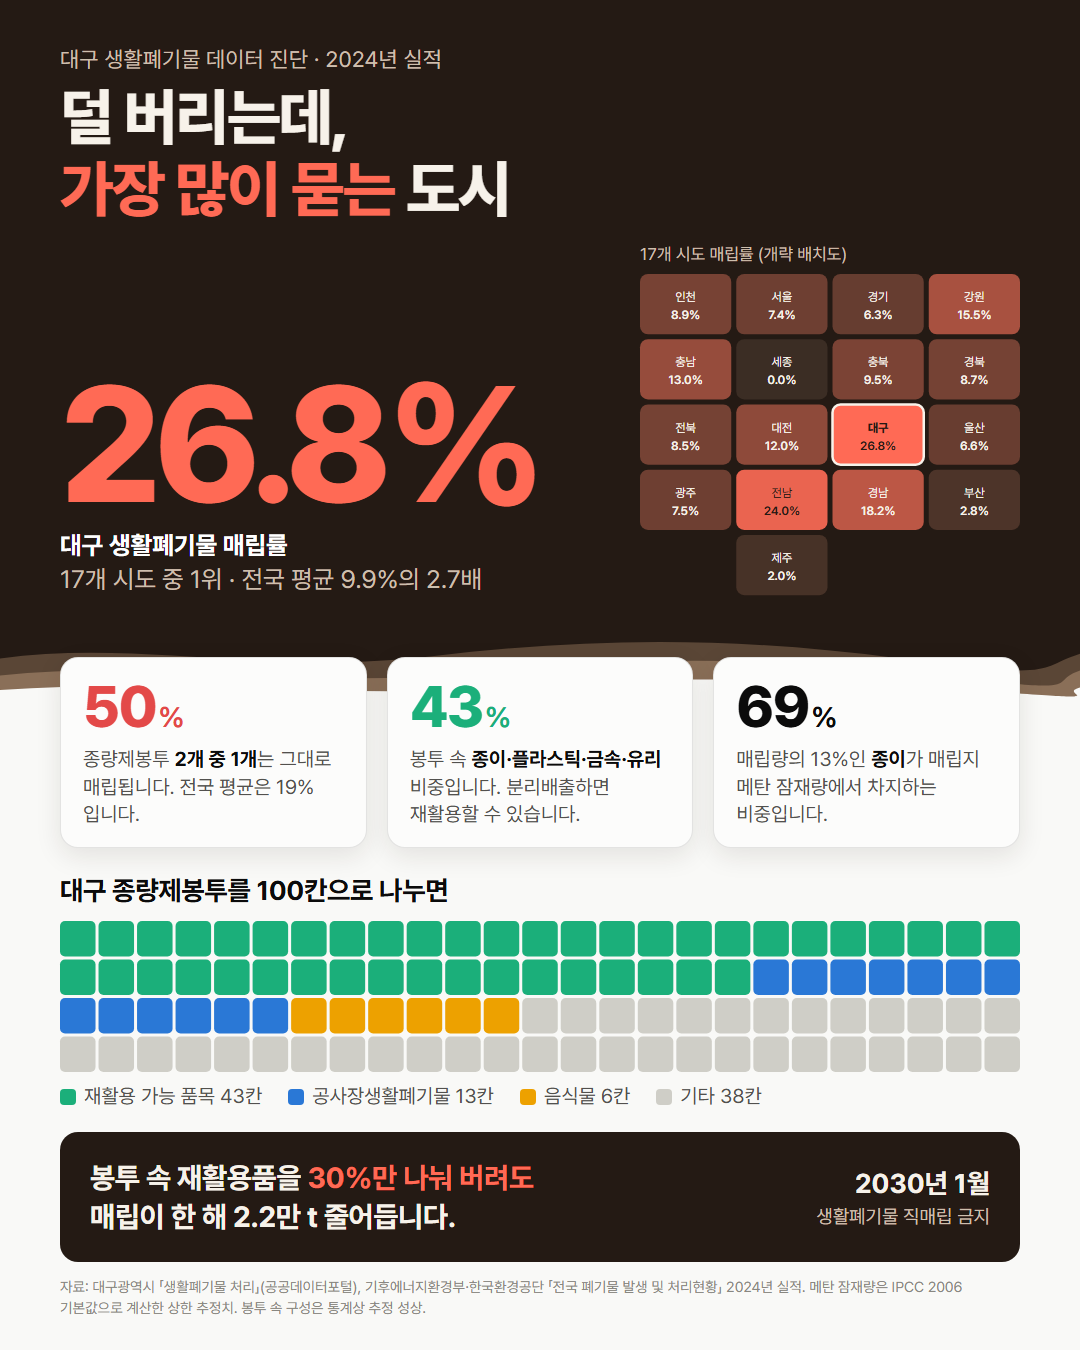 대구 생활폐기물 데이터 진단 · 2024년 실적
덜 버리는데,
가장 많이 묻는 도시
17개 시도 매립률 (개략 배치도)
인천 서울 경기 강원
8.9% 7.4% 6.3% 15.5%
충남 세종 충북 경북
13.0% 0.0% 9.5% 8.7%
전북 대전 대구 울산
8.5% 12.0% 26.8% 6.6%
광주 전남 경남 부산
7.5% 24.0% 18.2% 2.8%
제주
2.0%
26.8%
대구 생활폐기물 매립률
17개 시도 중 1위 · 전국 평균 9.9%의 2.7배
50%
종량제봉투 2개 중 1개는 그대로
매립됩니다. 전국 평균은 19%
입니다.
43%
봉투 속 종이·플라스틱·금속·유리
비중입니다. 분리배출하면
재활용할 수 있습니다.
69%
매립량의 13%인 종이가 매립지
메탄 잠재량에서 차지하는
비중입니다.
대구 종량제봉투를 100칸으로 나누면
재활용 가능 품목 43칸 공사장생활폐기물 13칸 음식물 6칸 기타 38칸
봉투 속 재활용품을 30%만 나눠 버려도
매립이 한 해 2.2만 t 줄어듭니다.
2030년 1월
생활폐기물 직매립 금지
자료: 대구광역시 「생활폐기물 처리」(공공데이터포털), 기후에너지환경부·한국환경공단 「전국 폐기물 발생 및 처리현황」 2024년 실적. 메탄 잠재량은 IPCC 2006
기본값으로 계산한 상한 추정치. 봉투 속 구성은 통계상 추정 성상.